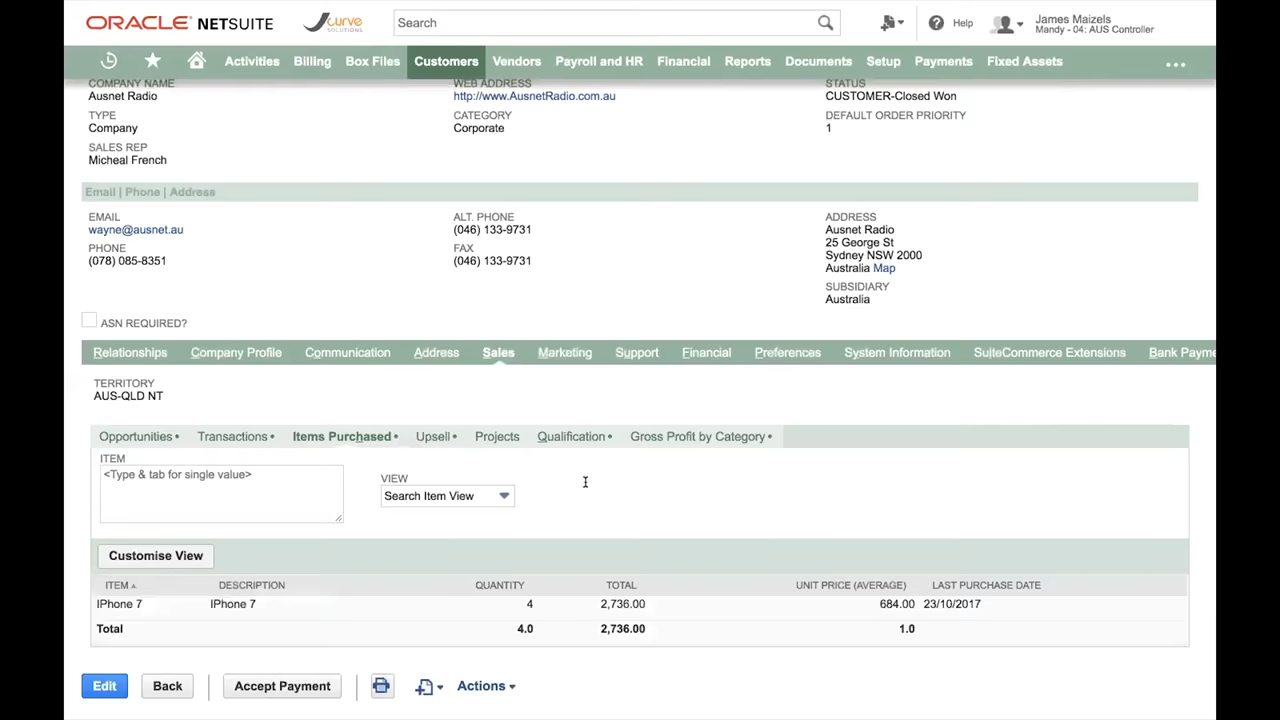 ORACLE NETSUITE
curve SOLUTIONS
Search
Help
James Maizels
Mandy - 04: AUS Controller
Activities Billing Box Files Customers Vendors Payroll and HR Financial Reports Documents Setup Payments Fixed Assets
COMPANY NAME
Ausnet Radio
TYPE
Company
SALES REP
Micheal French
WEB ADDRESS
http://www.AusnetRadio.com.au
CATEGORY
Corporate
STATUS
CUSTOMER-Closed Won
DEFAULT ORDER PRIORITY
1
Email | Phone | Address
EMAIL
wayne@ausnet.au
PHONE
(078) 085-8351
ALT. PHONE
(046) 133-9731
FAX
(046) 133-9731
ADDRESS
Ausnet Radio
25 George St
Sydney NSW 2000
Australia Map
SUBSIDIARY
Australia
ASN REQUIRED?
Relationships Company Profile Communication Address Sales Marketing Support Financial Preferences System Information SuiteCommerce Extensions Bank Payme
TERRITORY
AUS-QLD NT
Opportunities • Transactions • Items Purchased • Upsell • Projects Qualification • Gross Profit by Category •
ITEM
<Type & tab for single value>
VIEW
Search Item View
Customise View
ITEM DESCRIPTION QUANTITY TOTAL UNIT PRICE (AVERAGE) LAST PURCHASE DATE
IPhone 7 IPhone 7 4 2,736.00 684.00 23/10/2017
Total 4.0 2,736.00 1.0
Edit Back Accept Payment Actions